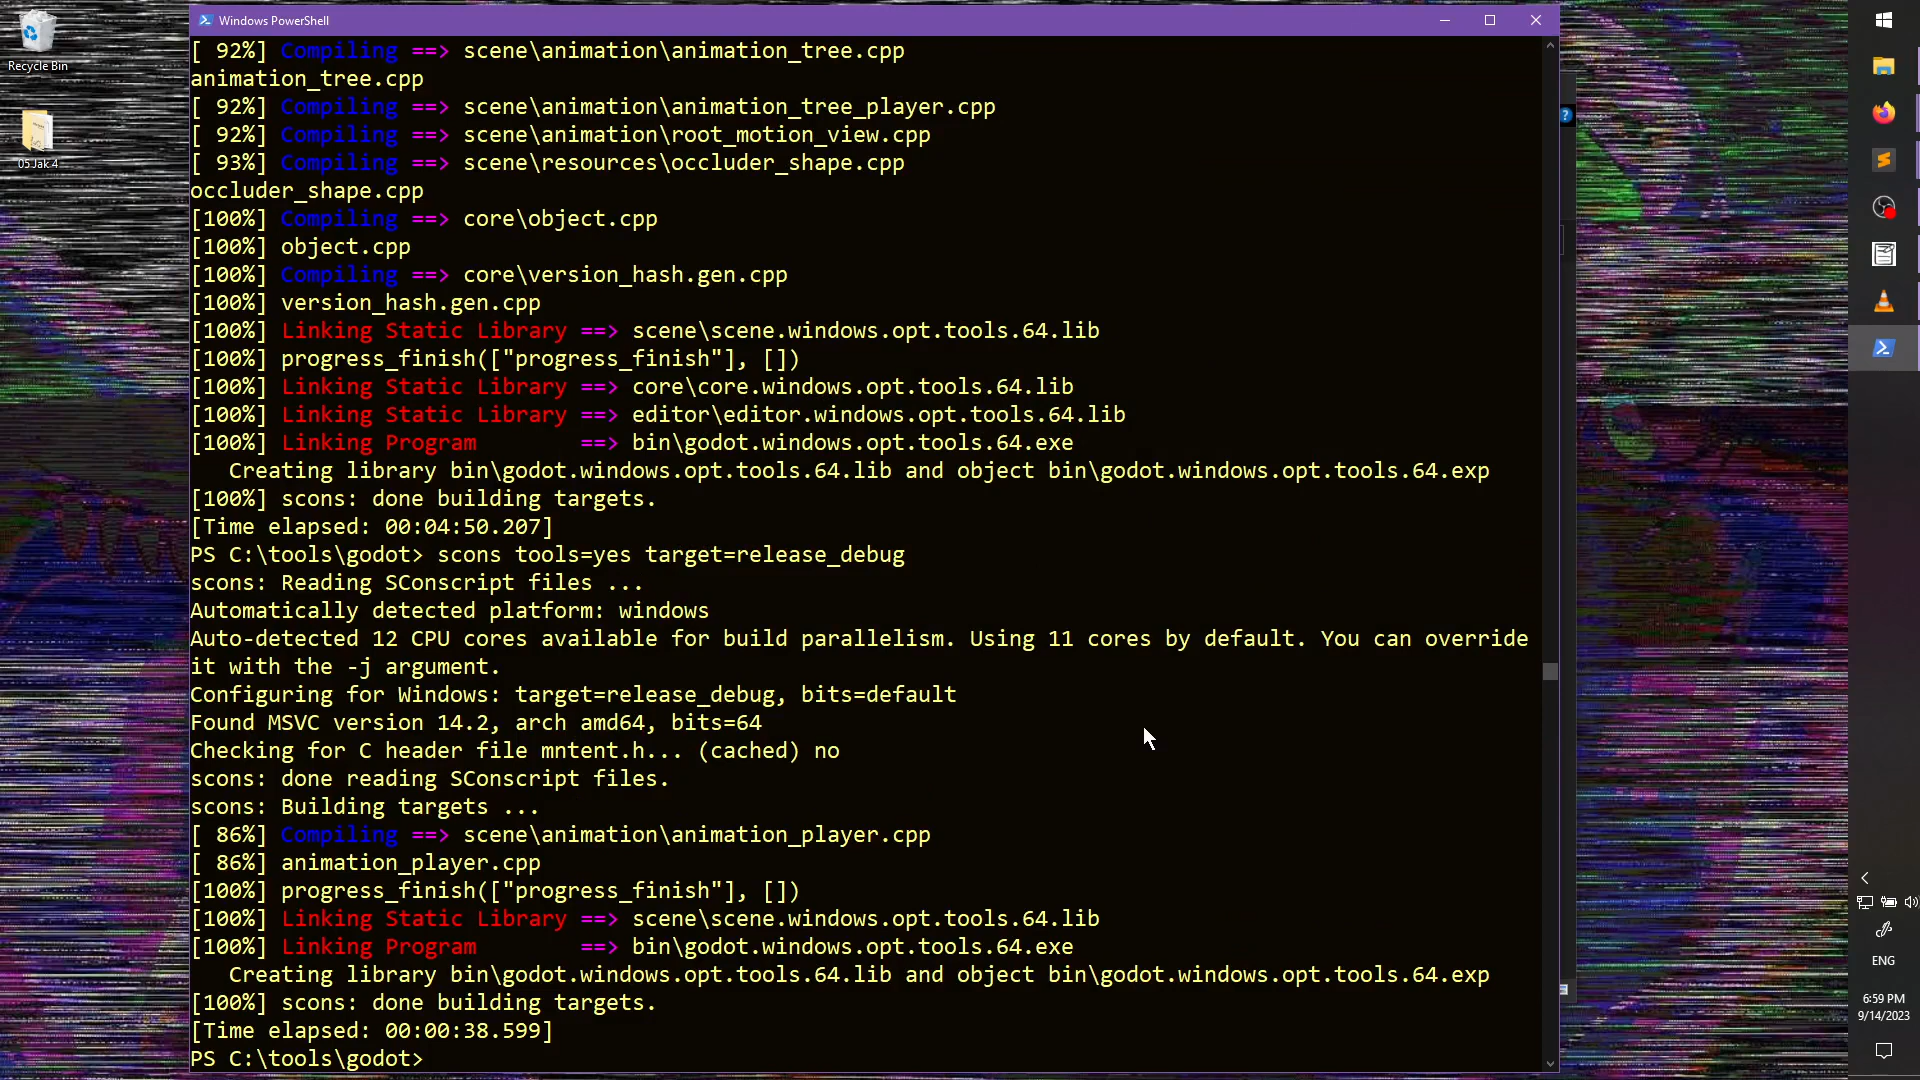 Windows PowerShell
Recycle Bin
05 Jak 4
[ 92%] Compiling ==> scene\animation\animation_tree.cpp
animation_tree.cpp
[ 92%] Compiling ==> scene\animation\animation_tree_player.cpp
[ 92%] Compiling ==> scene\animation\root_motion_view.cpp
[ 93%] Compiling ==> scene\resources\occluder_shape.cpp
occluder_shape.cpp
[100%] Compiling ==> core\object.cpp
[100%] object.cpp
[100%] Compiling ==> core\version_hash.gen.cpp
[100%] version_hash.gen.cpp
[100%] Linking Static Library ==> scene\scene.windows.opt.tools.64.lib
[100%] progress_finish(["progress_finish"], [])
[100%] Linking Static Library ==> core\core.windows.opt.tools.64.lib
[100%] Linking Static Library ==> editor\editor.windows.opt.tools.64.lib
[100%] Linking Program        ==> bin\godot.windows.opt.tools.64.exe
   Creating library bin\godot.windows.opt.tools.64.lib and object bin\godot.windows.opt.tools.64.exp
[100%] scons: done building targets.
[Time elapsed: 00:04:50.207]
PS C:\tools\godot> scons tools=yes target=release_debug
scons: Reading SConscript files ...
Automatically detected platform: windows
Auto-detected 12 CPU cores available for build parallelism. Using 11 cores by default. You can override
it with the -j argument.
Configuring for Windows: target=release_debug, bits=default
Found MSVC version 14.2, arch amd64, bits=64
Checking for C header file mntent.h... (cached) no
scons: done reading SConscript files.
scons: Building targets ...
[ 86%] Compiling ==> scene\animation\animation_player.cpp
[ 86%] animation_player.cpp
[100%] progress_finish(["progress_finish"], [])
[100%] Linking Static Library ==> scene\scene.windows.opt.tools.64.lib
[100%] Linking Program        ==> bin\godot.windows.opt.tools.64.exe
   Creating library bin\godot.windows.opt.tools.64.lib and object bin\godot.windows.opt.tools.64.exp
[100%] scons: done building targets.
[Time elapsed: 00:00:38.599]
PS C:\tools\godot>
ENG
6:59 PM
9/14/2023